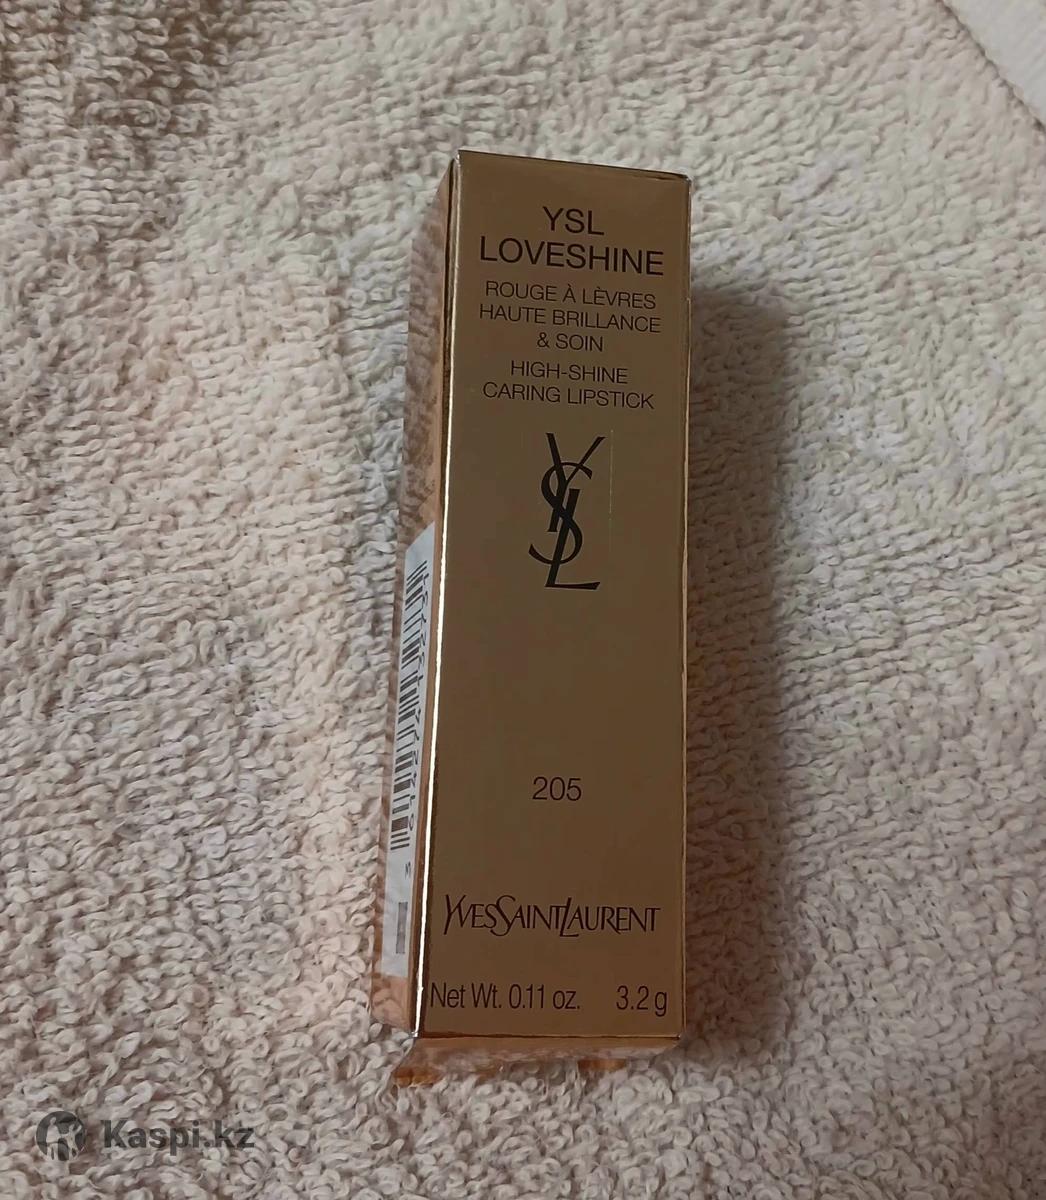 YSL
LOVESHINE
ROUGE À LÈVRES
HAUTE BRILLANCE
& SOIN
HIGH-SHINE
CARING LIPSTICK
YSL
205
YVESSAINTLAURENT
Net Wt. 0.11 oz. 3.2 g
Kaspi.kz